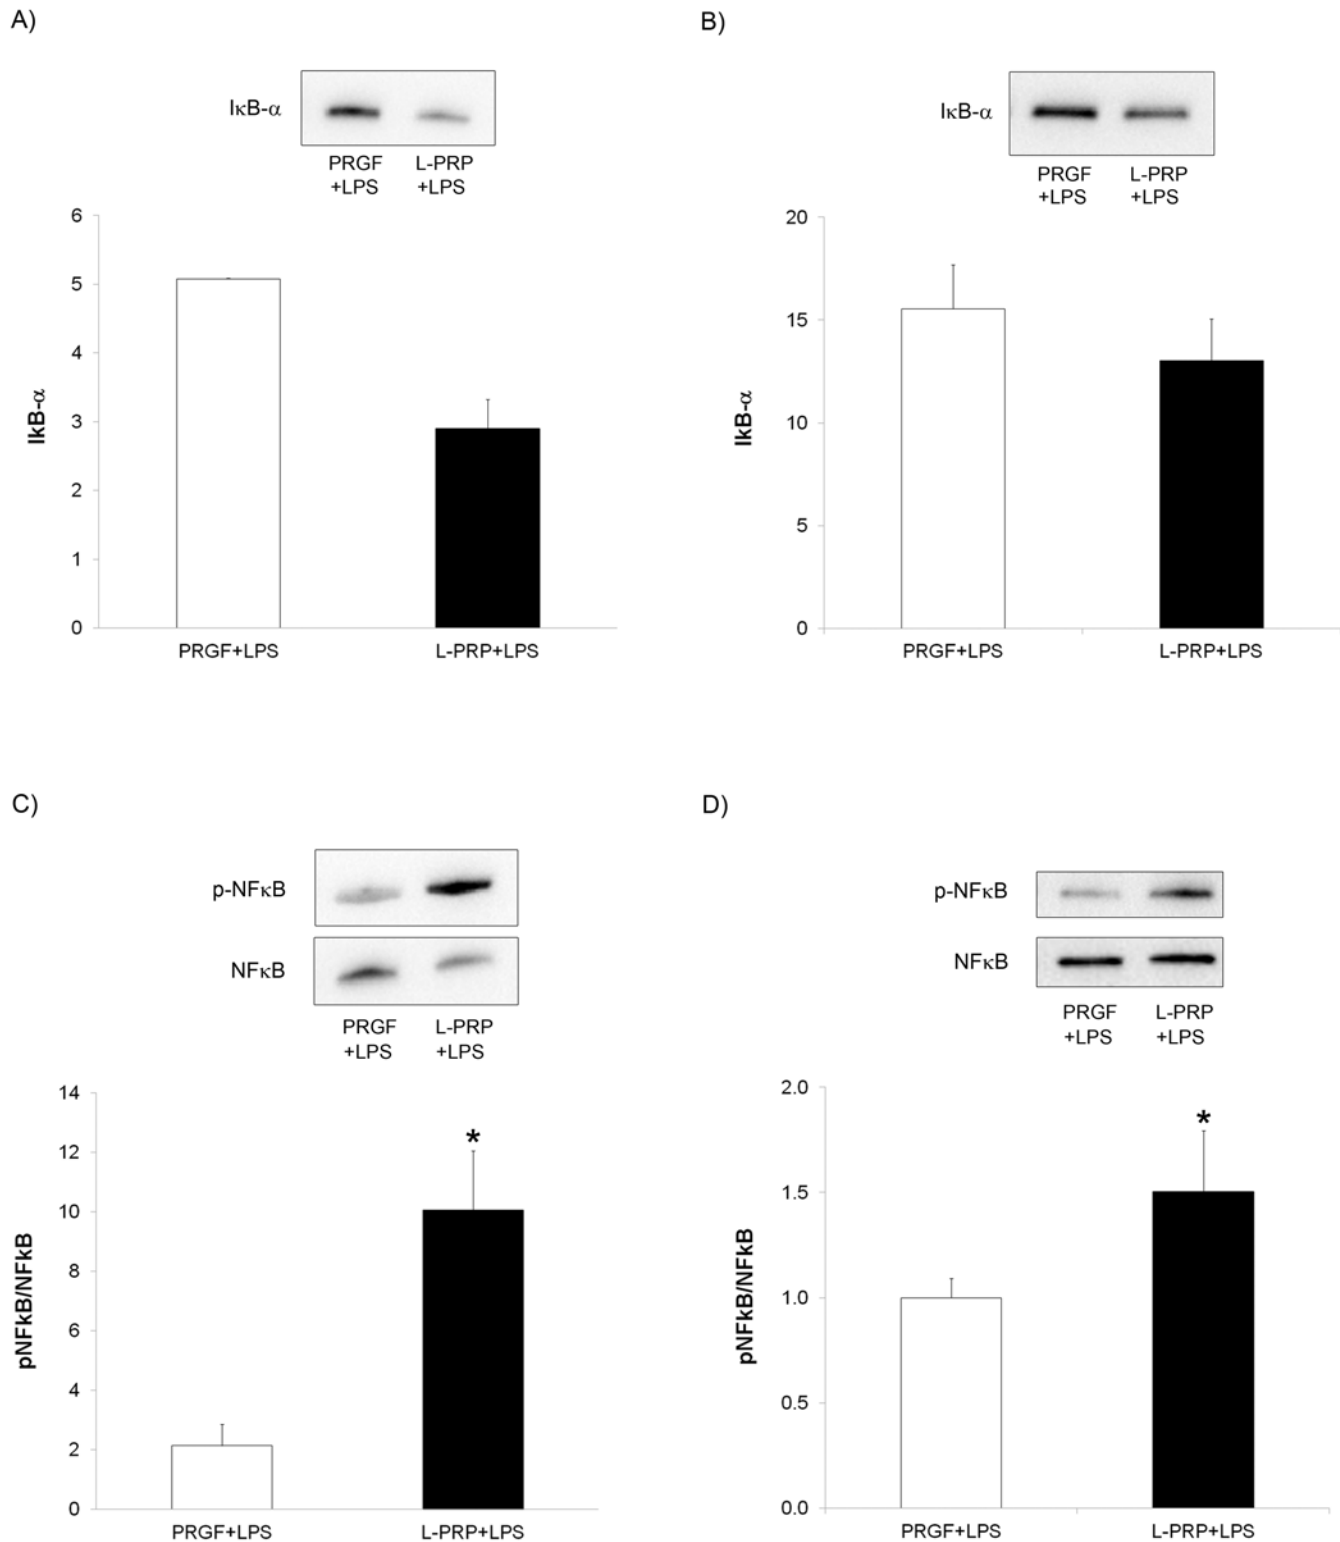 A)
IκB-α
PRGF
+LPS
L-PRP
+LPS
6
5
4
3
2
1
0
IkB-α
PRGF+LPS
L-PRP+LPS
B)
IκB-α
PRGF
+LPS
L-PRP
+LPS
20
15
10
5
0
IkB-α
PRGF+LPS
L-PRP+LPS
C)
p-NFκB
NFκB
PRGF
+LPS
L-PRP
+LPS
14
12
10
8
6
4
2
0
*
pNFkB/NFkB
PRGF+LPS
L-PRP+LPS
D)
p-NFκB
NFκB
PRGF
+LPS
L-PRP
+LPS
2.0
1.5
1.0
0.5
0.0
*
pNFkB/NFkB
PRGF+LPS
L-PRP+LPS